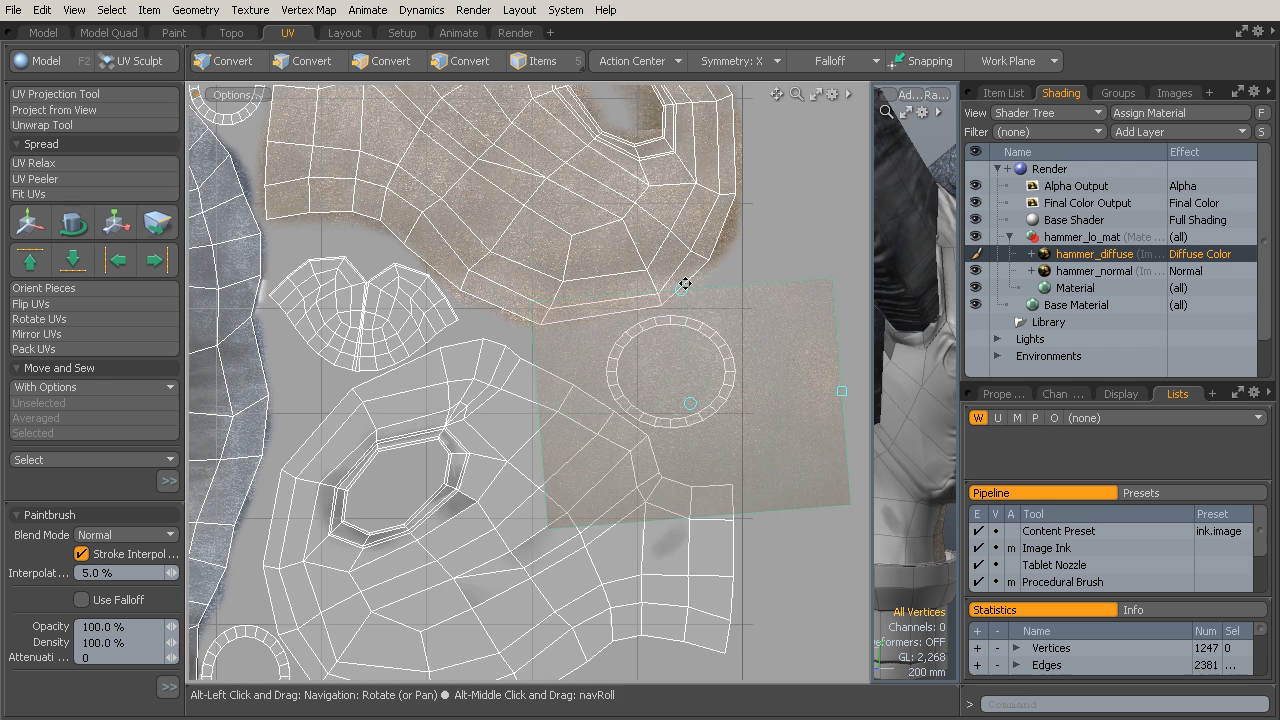 File Edit View Select Item Geometry Texture Vertex Map Animate Dynamics Render Layout System Help
Model Model Quad Paint Topo UV Layout Setup Animate Render +
Model F2 UV Sculpt Convert Convert Convert Convert Items 5 Action Center Symmetry: X Falloff Snapping Work Plane
UV Projection Tool
Project from View
Unwrap Tool
Spread
UV Relax
UV Peeler
Fit UVs
Orient Pieces
Flip UVs
Rotate UVs
Mirror UVs
Pack UVs
Move and Sew
With Options
Unselected
Averaged
Selected
Select
>>
Paintbrush
Blend Mode Normal
Stroke Interpol ...
Interpolat ... 5.0 %
Use Falloff
Opacity 100.0 %
Density 100.0 %
Attenuati ... 0
>>
Options...
Ad... Ra...
All Vertices
Channels: 0
eformers: OFF
GL: 2,268
200 mm
Alt-Left Click and Drag: Navigation: Rotate (or Pan) ● Alt-Middle Click and Drag: navRoll
Item List Shading Groups Images +
View Shader Tree Assign Material F
Filter (none) Add Layer S
Name Effect
Render
Alpha Output Alpha
Final Color Output Final Color
Base Shader Full Shading
hammer_lo_mat (Mate ... (all)
hammer_diffuse (Im ... Diffuse Color
hammer_normal (Im ... Normal
Material (all)
Base Material (all)
Library
Lights
Environments
Prope ... Chan ... Display Lists +
W U M P O (none)
Pipeline Presets
E V A Tool Preset
Content Preset ink.image
m Image Ink
Tablet Nozzle
m Procedural Brush
Statistics Info
+ - Name Num Sel
+ - Vertices 1247 0
+ - Edges 2381 ...
> Command